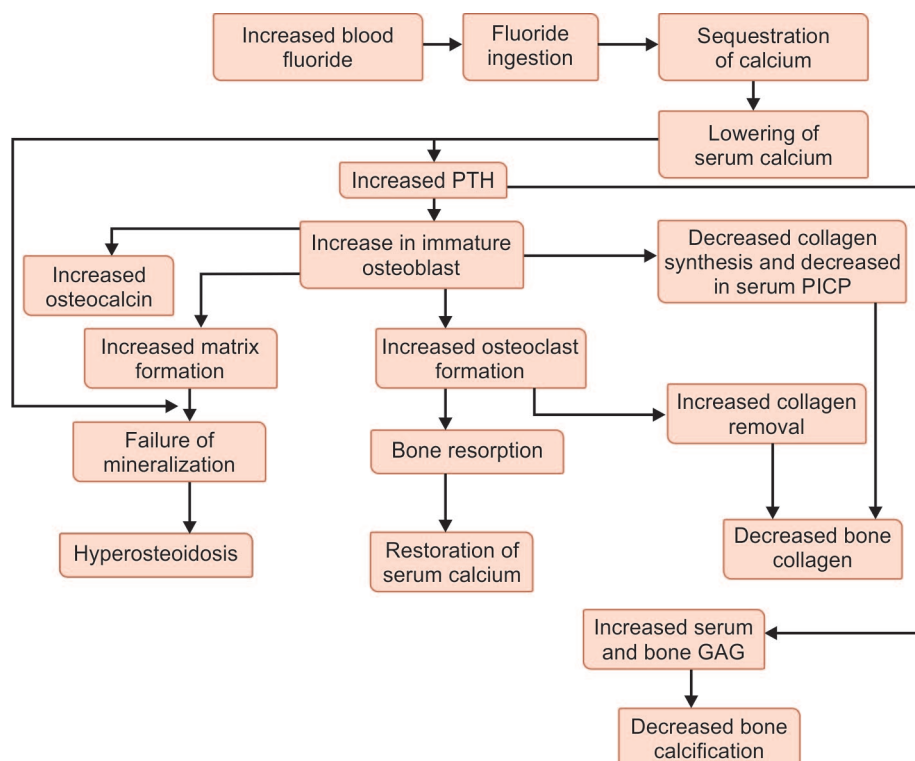 Increased blood
fluoride
Fluoride
ingestion
Sequestration
of calcium
Lowering of
serum calcium
Increased PTH
Increase in immature
osteoblast
Decreased collagen
synthesis and decreased
in serum PICP
Increased
osteocalcin
Increased matrix
formation
Increased osteoclast
formation
Increased collagen
removal
Failure of
mineralization
Bone resorption
Hyperosteoidosis
Restoration of
serum calcium
Decreased bone
collagen
Increased serum
and bone GAG
Decreased bone
calcification